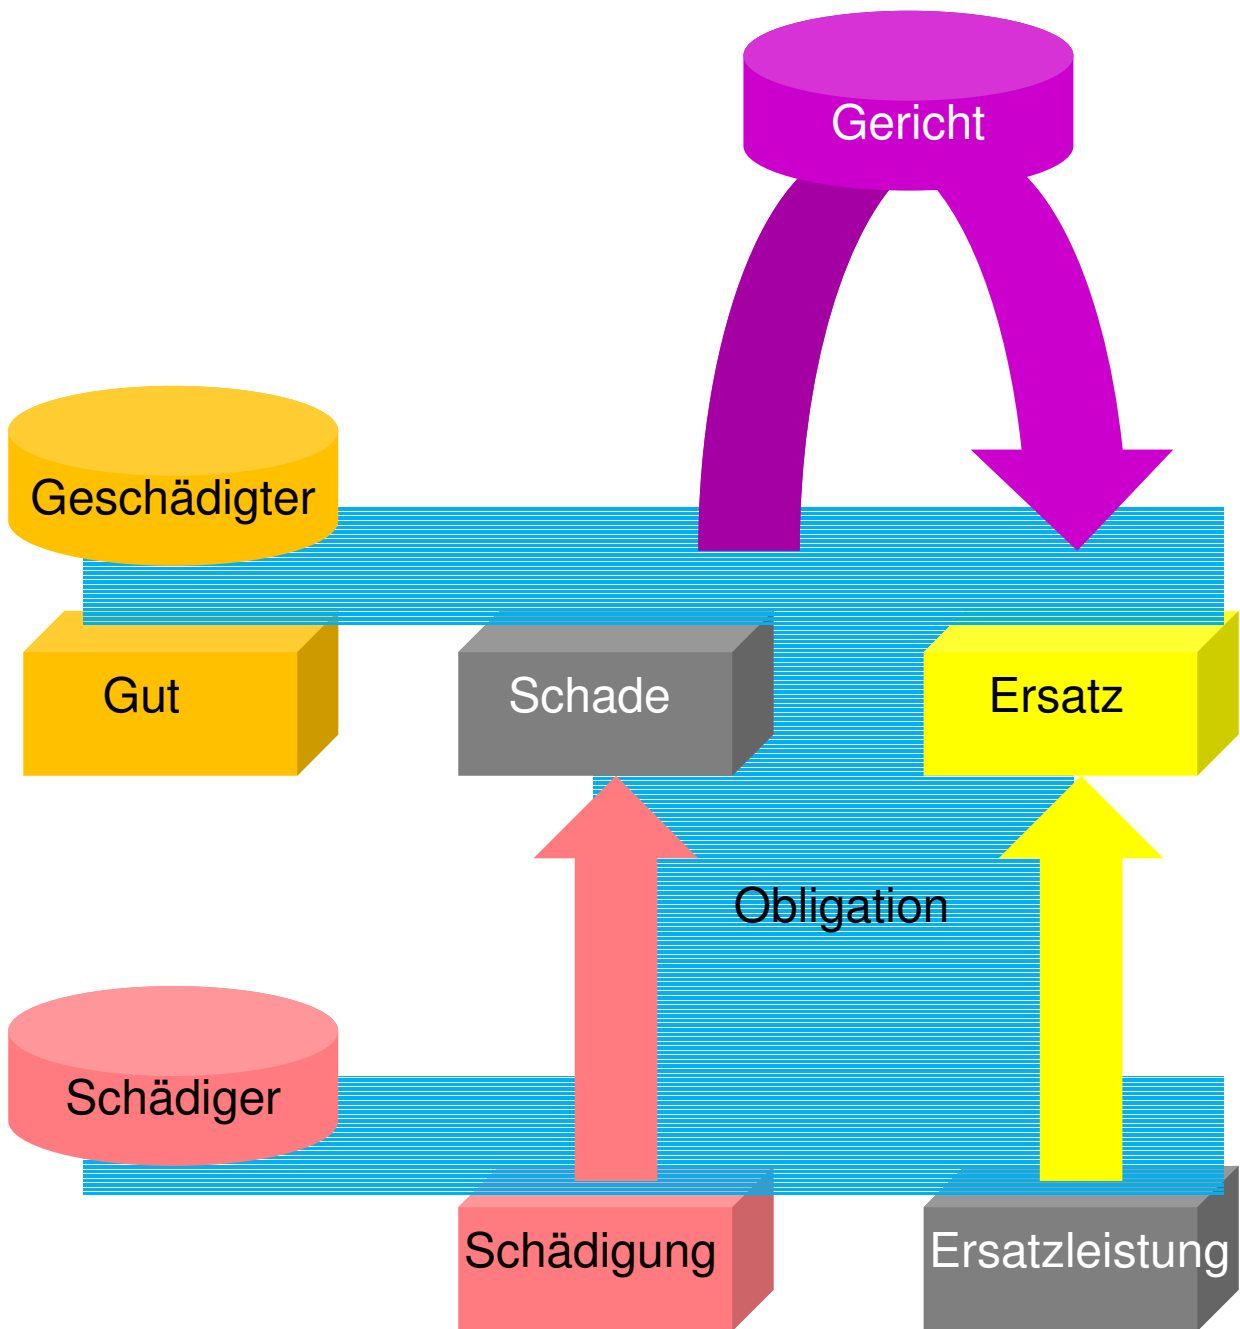 Gericht
Geschädigter
Gut
Schade
Ersatz
Obligation
Schädiger
Schädigung
Ersatzleistung